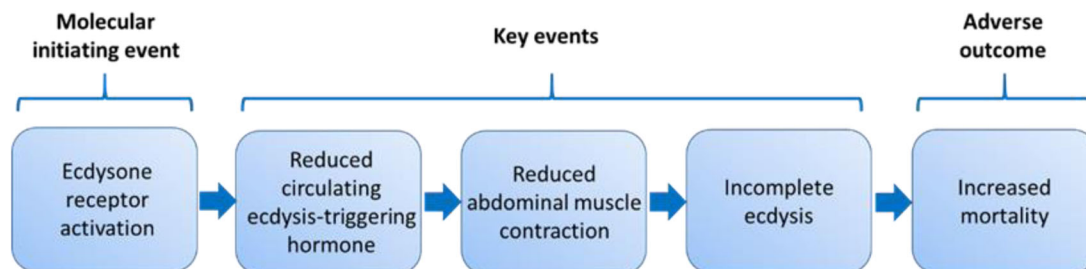 Molecular
initiating event
Key events
Adverse
outcome
Ecdysone
receptor
activation
Reduced
circulating
ecdysis-triggering
hormone
Reduced
abdominal muscle
contraction
Incomplete
ecdysis
Increased
mortality